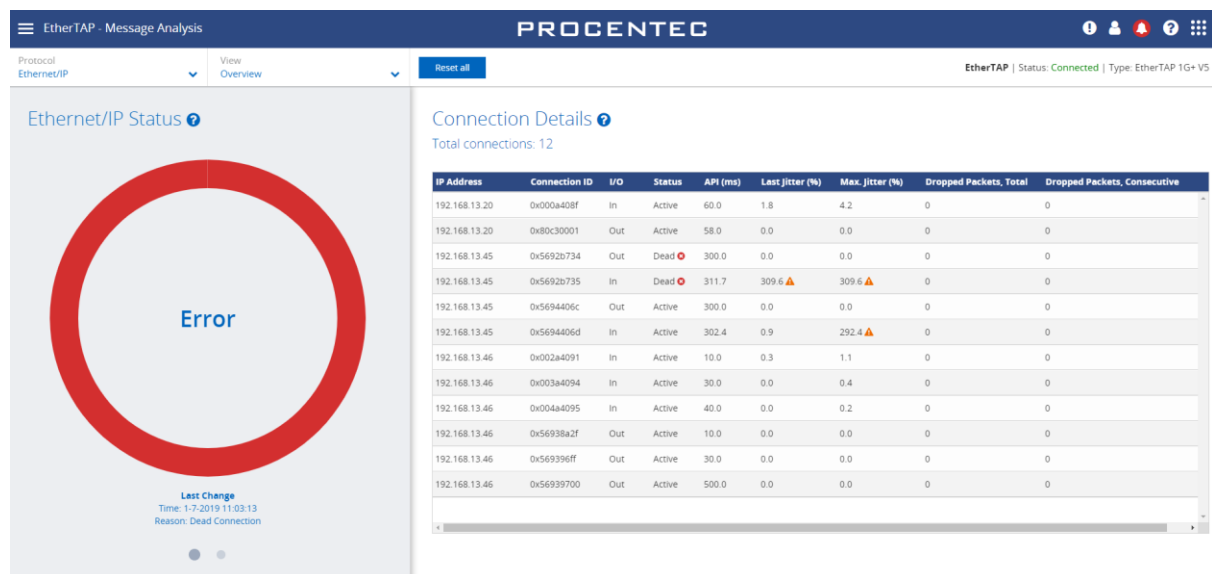 EtherTAP - Message Analysis
PROCENTEC
Protocol
Ethernet/IP
View
Overview
Reset all
EtherTAP | Status: Connected | Type: EtherTAP 1G+ V5
Ethernet/IP Status
Error
Last Change
Time: 1-7-2019 11:03:13
Reason: Dead Connection
Connection Details
Total connections: 12
IP Address Connection ID I/O Status API (ms) Last Jitter (%) Max. Jitter (%) Dropped Packets, Total Dropped Packets, Consecutive
192.168.13.20 0x000a408f In Active 60.0 1.8 4.2 0 0
192.168.13.20 0x80c30001 Out Active 58.0 0.0 0.0 0 0
192.168.13.45 0x5692b734 Out Dead 300.0 0.0 0.0 0 0
192.168.13.45 0x5692b735 In Dead 311.7 309.6 309.6 0 0
192.168.13.45 0x5694406c Out Active 300.0 0.0 0.0 0 0
192.168.13.45 0x5694406d In Active 302.4 0.9 292.4 0 0
192.168.13.46 0x002a4091 In Active 10.0 0.3 1.1 0 0
192.168.13.46 0x003a4094 In Active 30.0 0.0 0.4 0 0
192.168.13.46 0x004a4095 In Active 40.0 0.0 0.2 0 0
192.168.13.46 0x56938a2f Out Active 10.0 0.0 0.0 0 0
192.168.13.46 0x569396ff Out Active 30.0 0.0 0.0 0 0
192.168.13.46 0x56939700 Out Active 500.0 0.0 0.0 0 0